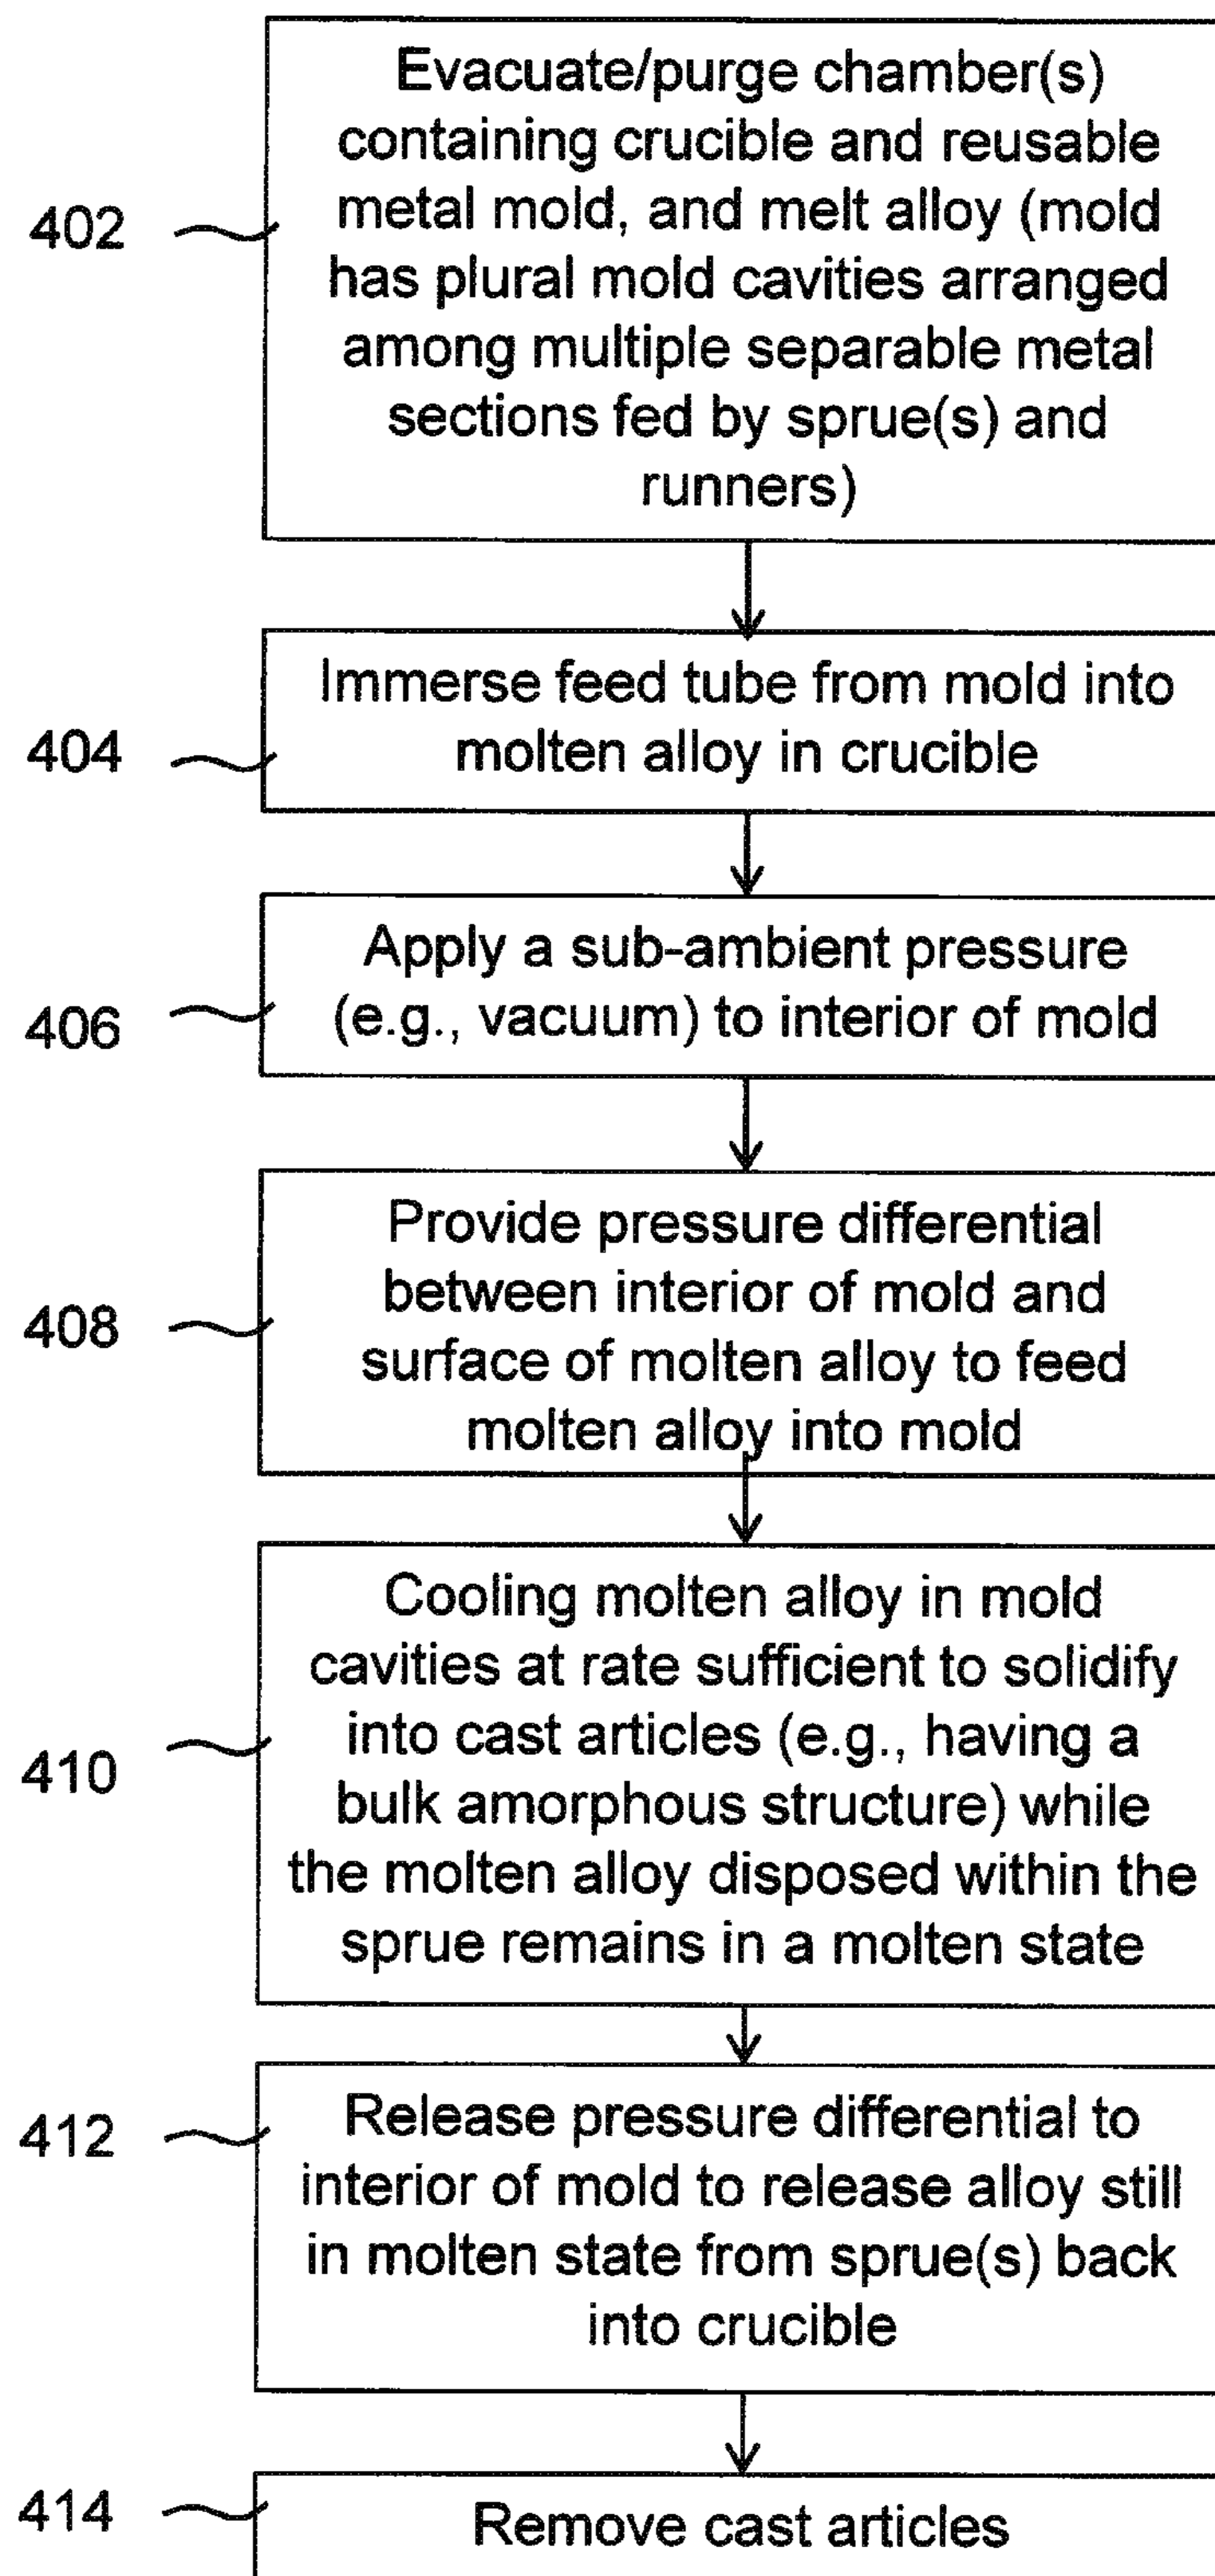 Evacuate/purge chamber(s)
containing crucible and reusable
metal mold, and melt alloy (mold
402
has plural mold cavities arranged
among multiple separable metal
sections fed by sprue(s) and
runners)
Immerse feed tube from mold into
404
molten alloy in crucible
Apply a sub-ambient pressure
406
(e.g., vacuum) to interior of mold
Provide pressure differential
between interior of mold and
408
surface of molten alloy to feed
molten alloy into mold
Cooling molten alloy in mold
cavities at rate sufficient to solidify
into cast articles (e.g., having a
410
bulk amorphous structure) while
the molten alloy disposed within the
sprue remains in a molten state
412
Release pressure differential to
interior of mold to release alloy still
in molten state from sprue(s) back
into crucible
414
Remove cast articles